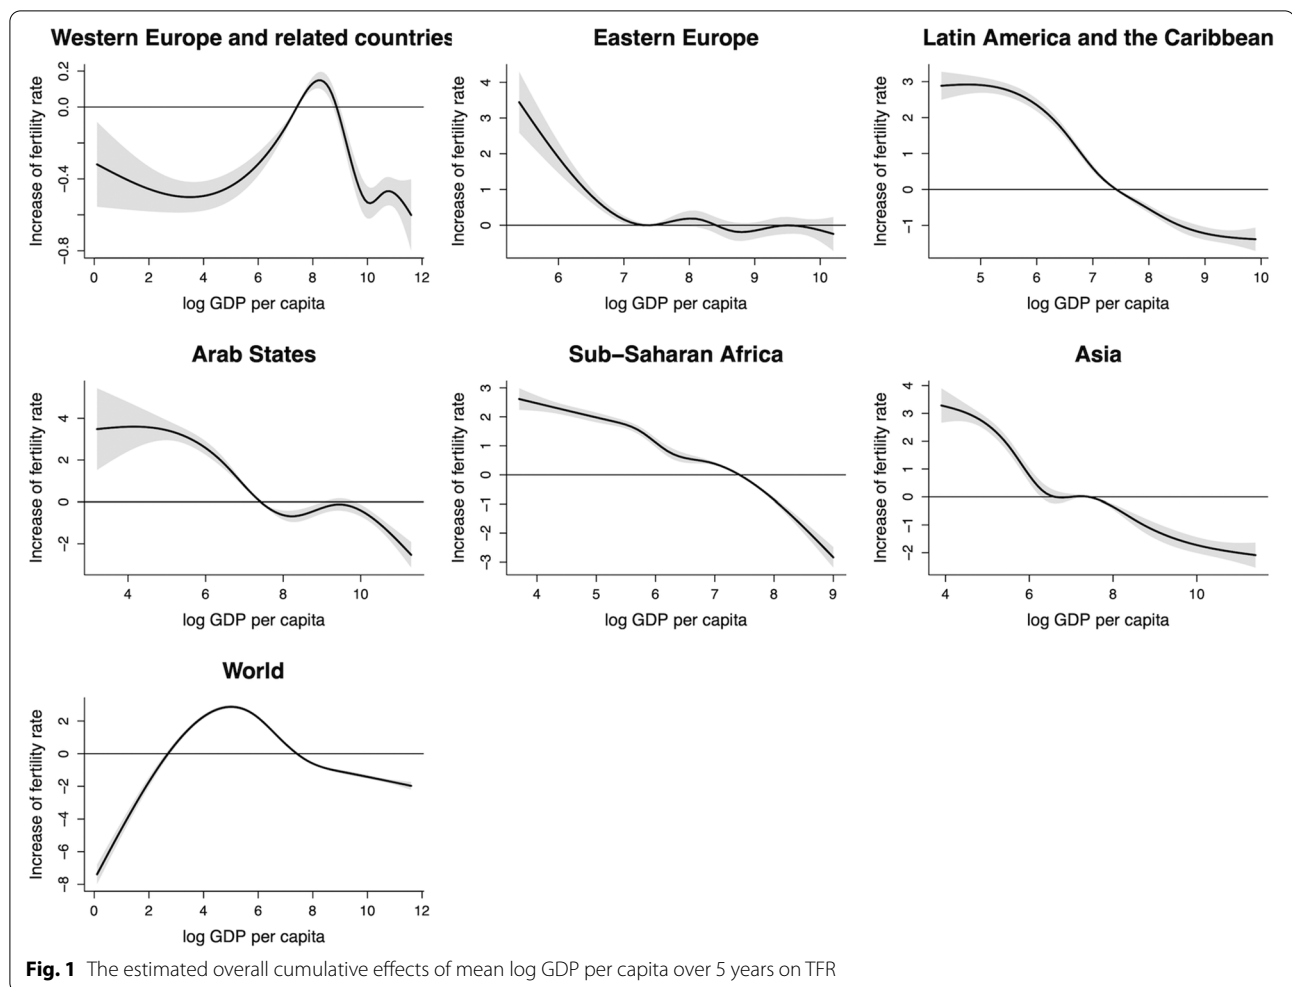 Western Europe and related countries
Increase of fertility rate
0.2
0.0
−0.4
−0.8
0 2 4 6 8 10 12
log GDP per capita
Eastern Europe
Increase of fertility rate
4
3
2
1
0
6 7 8 9 10
log GDP per capita
Latin America and the Caribbean
Increase of fertility rate
3
2
1
0
−1
5 6 7 8 9 10
log GDP per capita
Arab States
Increase of fertility rate
4
2
0
−2
4 6 8 10
log GDP per capita
Sub−Saharan Africa
Increase of fertility rate
3
2
1
0
−1
−2
−3
4 5 6 7 8 9
log GDP per capita
Asia
Increase of fertility rate
4
3
2
1
0
−1
−2
4 6 8 10
log GDP per capita
World
Increase of fertility rate
2
0
−2
−4
−6
−8
0 2 4 6 8 10 12
log GDP per capita
Fig. 1 The estimated overall cumulative effects of mean log GDP per capita over 5 years on TFR